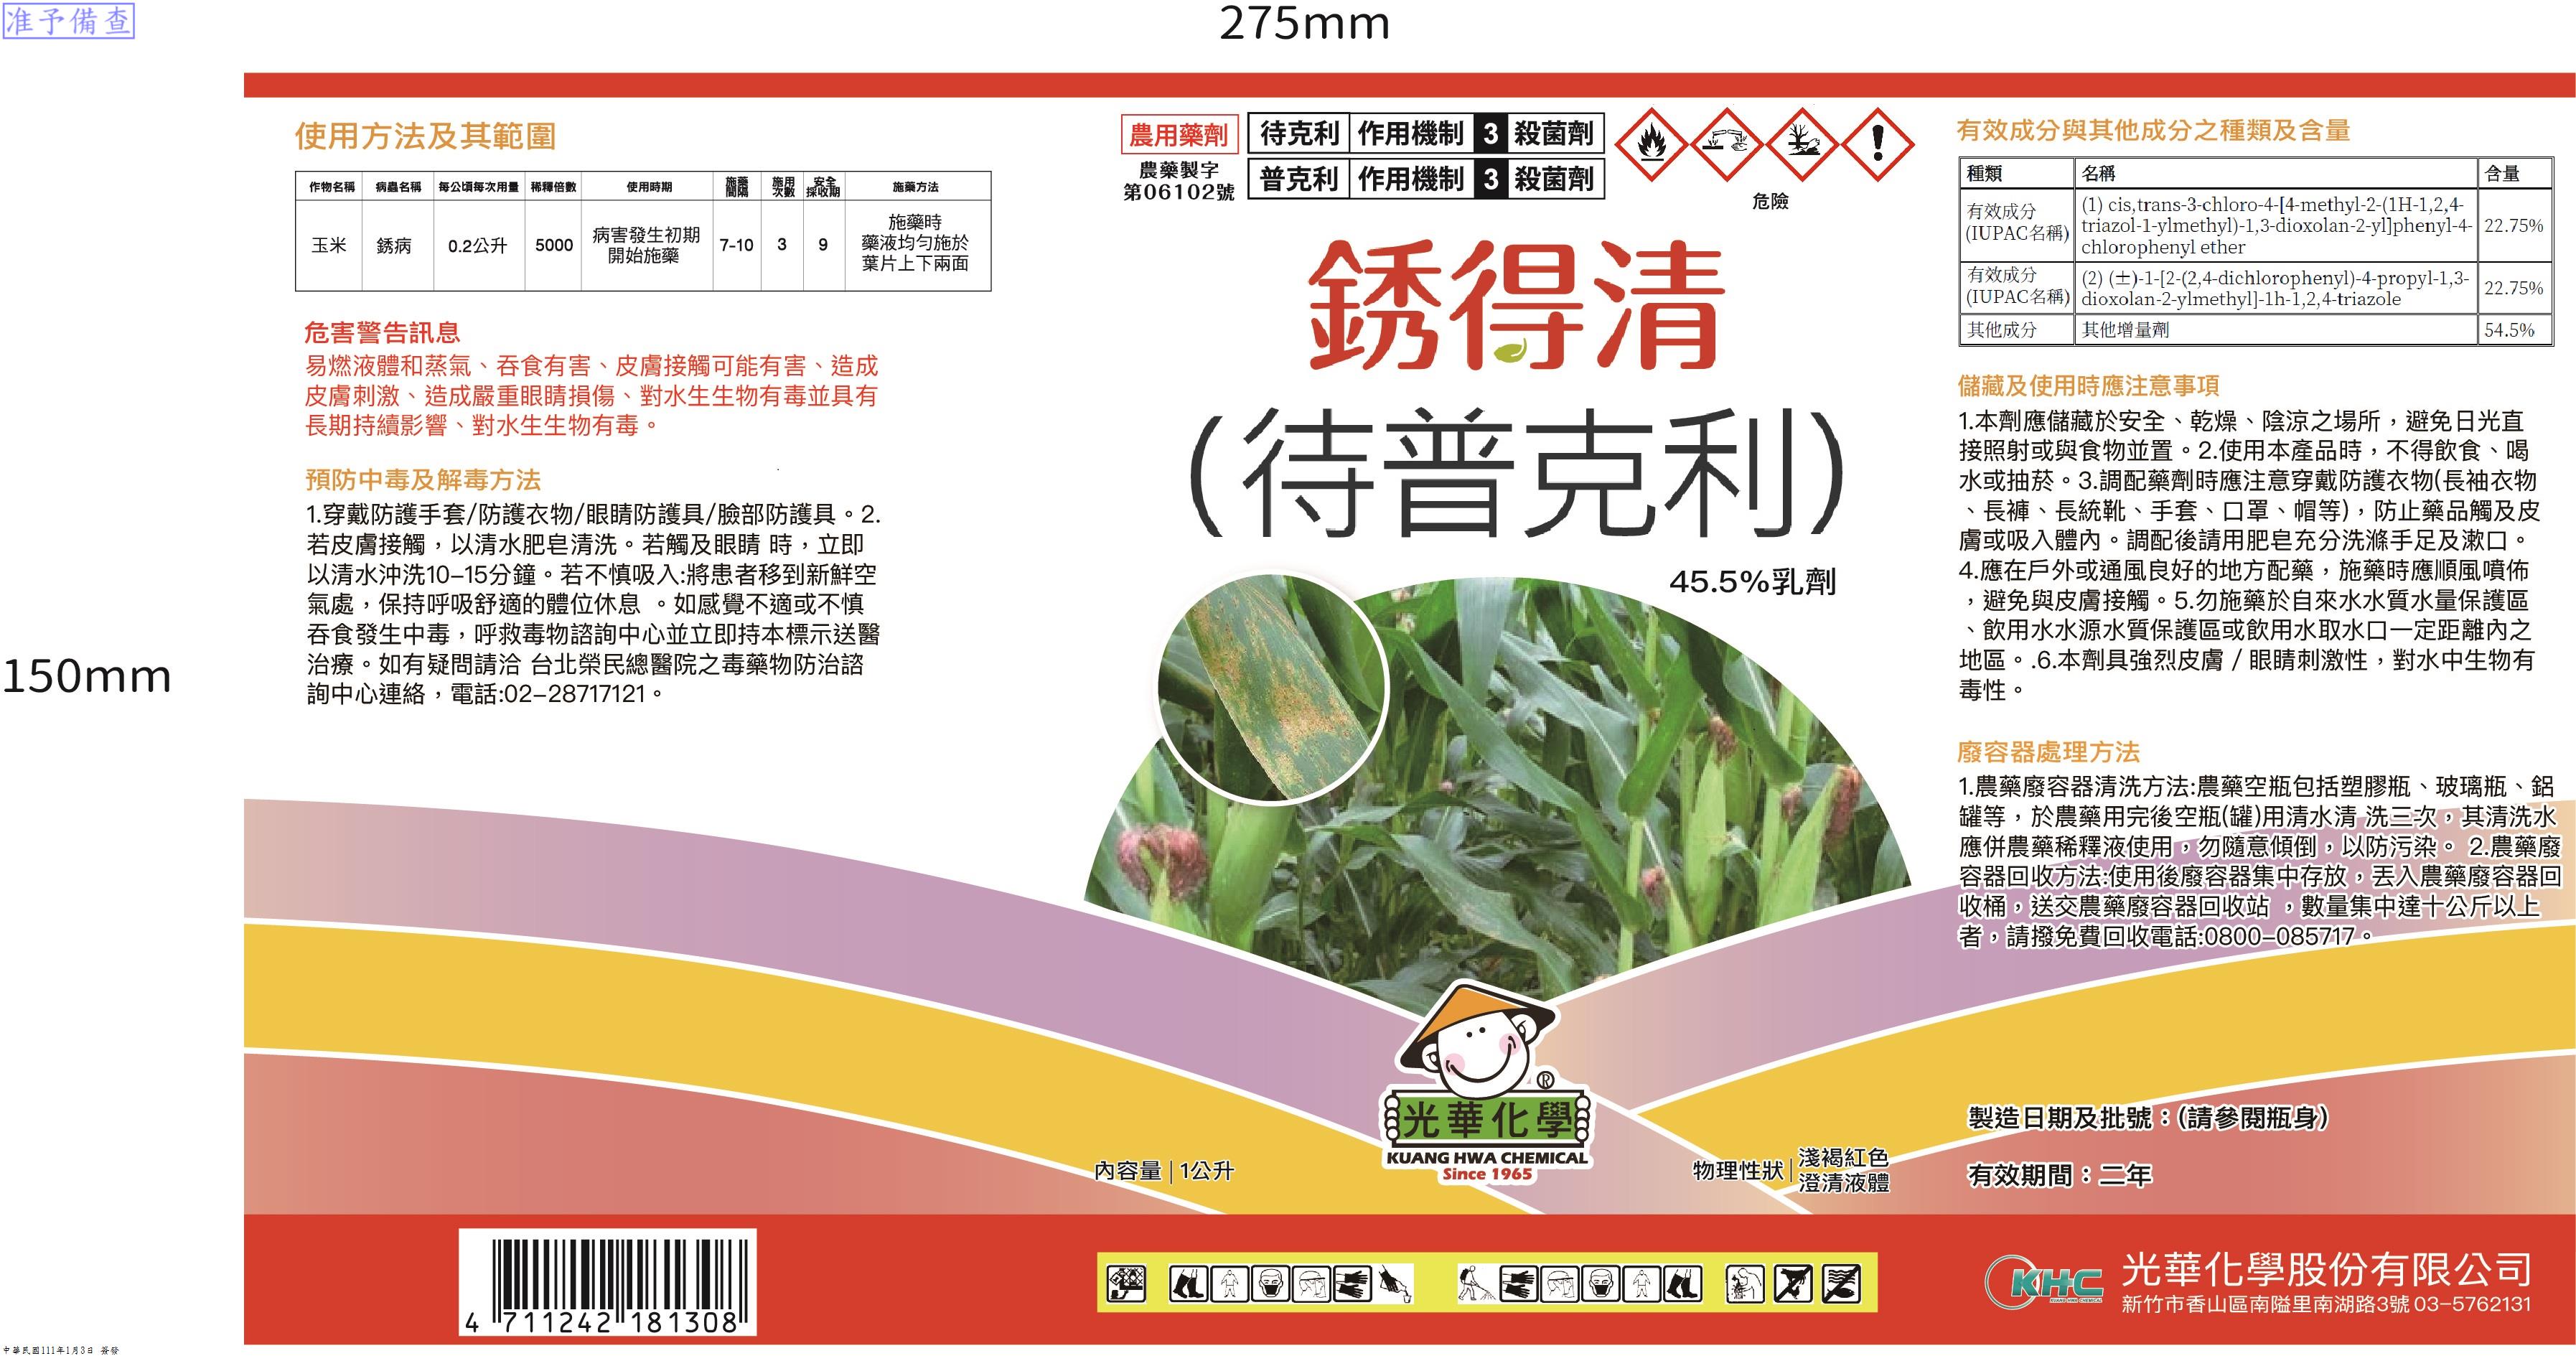 准予備查
275mm
150mm
使用方法及其範圍
作物名稱 病蟲名稱 每公頃每次用量 稀釋倍數 使用時期 施藥間隔 施用次數 安全採收期 施藥方法
玉米 銹病 0.2公升 5000 病害發生初期 7-10 3 9 施藥時
開始施藥 藥液均勻施於
葉片上下兩面
危害警告訊息
易燃液體和蒸氣、吞食有害、皮膚接觸可能有害、造成
皮膚刺激、造成嚴重眼睛損傷、對水生生物有毒並具有
長期持續影響、對水生生物有毒。
預防中毒及解毒方法
1.穿戴防護手套/防護衣物/眼睛防護具/臉部防護具。2.
若皮膚接觸，以清水肥皂清洗。若觸及眼睛 時，立即
以清水沖洗10–15分鐘。若不慎吸入:將患者移到新鮮空
氣處，保持呼吸舒適的體位休息 。如感覺不適或不慎
吞食發生中毒，呼救毒物諮詢中心並立即持本標示送醫
治療。如有疑問請洽 台北榮民總醫院之毒藥物防治諮
詢中心連絡，電話:02–28717121。
農用藥劑
農藥製字
第06102號
待克利 作用機制 3 殺菌劑
普克利 作用機制 3 殺菌劑
危險
銹得清
(待普克利)
45.5%乳劑
®
光華化學
KUANG HWA CHEMICAL
Since 1965
內容量|1公升
物理性狀|淺褐紅色
澄清液體
有效成分與其他成分之種類及含量
種類 名稱 含量
有效成分
(IUPAC名稱)
(1) cis,trans-3-chloro-4-[4-methyl-2-(1H-1,2,4-
triazol-1-ylmethyl)-1,3-dioxolan-2-yl]phenyl-4-
chlorophenyl ether
22.75%
有效成分
(IUPAC名稱)
(2) (±)-1-[2-(2,4-dichlorophenyl)-4-propyl-1,3-
dioxolan-2-ylmethyl]-1h-1,2,4-triazole
22.75%
其他成分 其他增量劑 54.5%
儲藏及使用時應注意事項
1.本劑應儲藏於安全、乾燥、陰涼之場所，避免日光直
接照射或與食物並置。2.使用本產品時，不得飲食、喝
水或抽菸。3.調配藥劑時應注意穿戴防護衣物(長袖衣物
、長褲、長統靴、手套、口罩、帽等)，防止藥品觸及皮
膚或吸入體內。調配後請用肥皂充分洗滌手足及漱口。
4.應在戶外或通風良好的地方配藥，施藥時應順風噴佈
，避免與皮膚接觸。5.勿施藥於自來水水質水量保護區
、飲用水水源水質保護區或飲用水取水口一定距離內之
地區。.6.本劑具強烈皮膚 / 眼睛刺激性，對水中生物有
毒性。
廢容器處理方法
1.農藥廢容器清洗方法:農藥空瓶包括塑膠瓶、玻璃瓶、鋁
罐等，於農藥用完後空瓶(罐)用清水清 洗三次，其清洗水
應併農藥稀釋液使用，勿隨意傾倒，以防污染。 2.農藥廢
容器回收方法:使用後廢容器集中存放，丟入農藥廢容器回
收桶，送交農藥廢容器回收站 ，數量集中達十公斤以上
者，請撥免費回收電話:0800–085717。
製造日期及批號：(請參閱瓶身)
有效期間：二年
4 711242 181308
KHC
KUANG HWA CHEMICAL
光華化學股份有限公司
新竹市香山區南隘里南湖路3號 03–5762131
中華民國111年1月3日 簽發